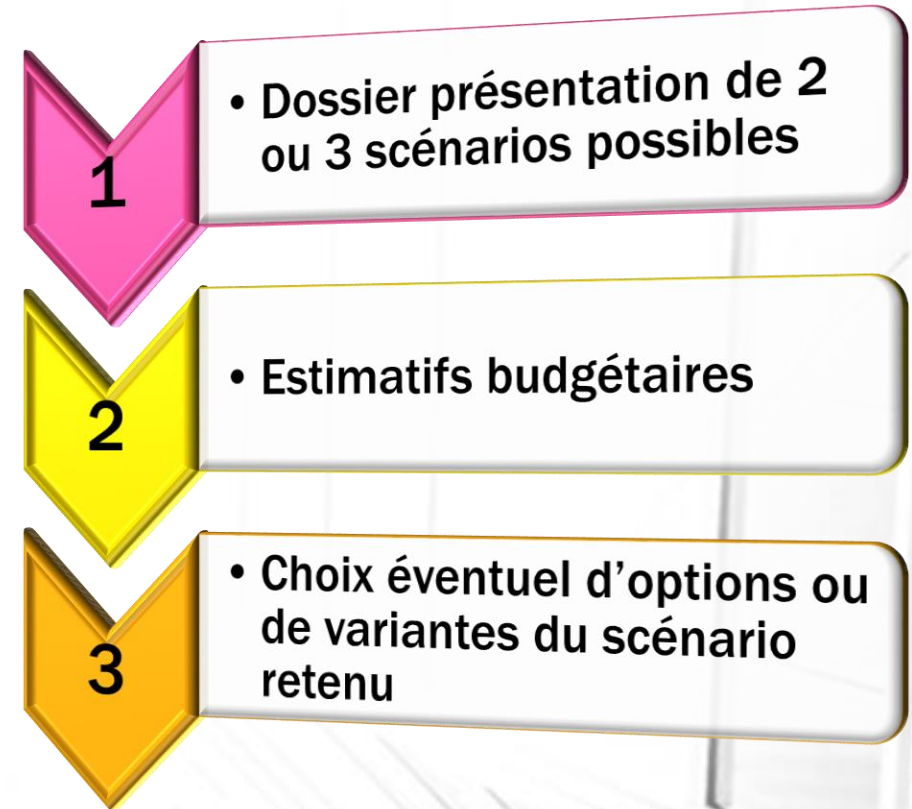 1
• Dossier présentation de 2
ou 3 scénarios possibles
2
• Estimatifs budgétaires
3
• Choix éventuel d’options ou
de variantes du scénario
retenu